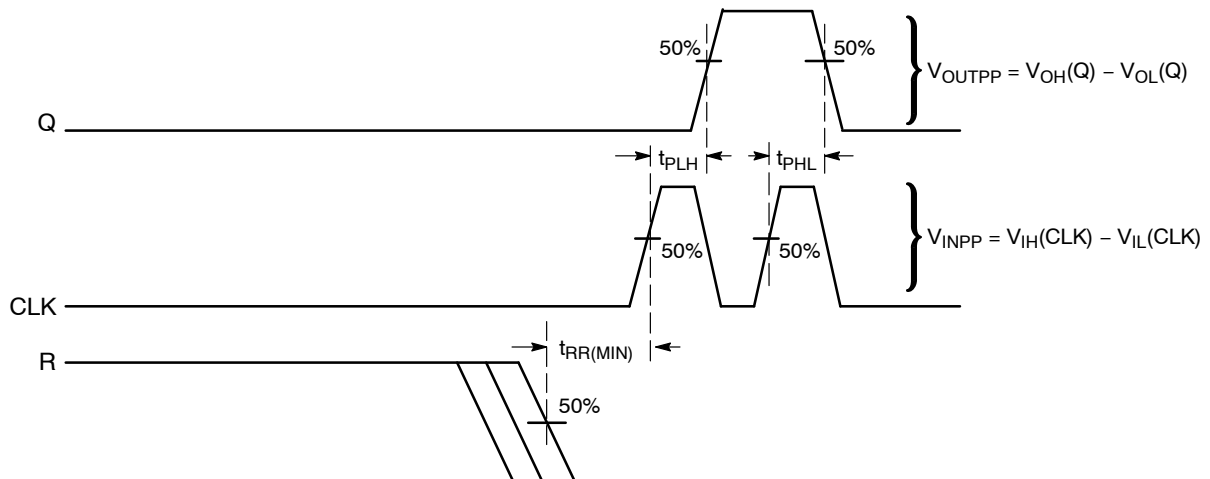 50% 50%
V_OUTPP = V_OH(Q) – V_OL(Q)
Q
t_PLH t_PHL
50% 50%
V_INPP = V_IH(CLK) – V_IL(CLK)
CLK
R t_RR(MIN)
50%